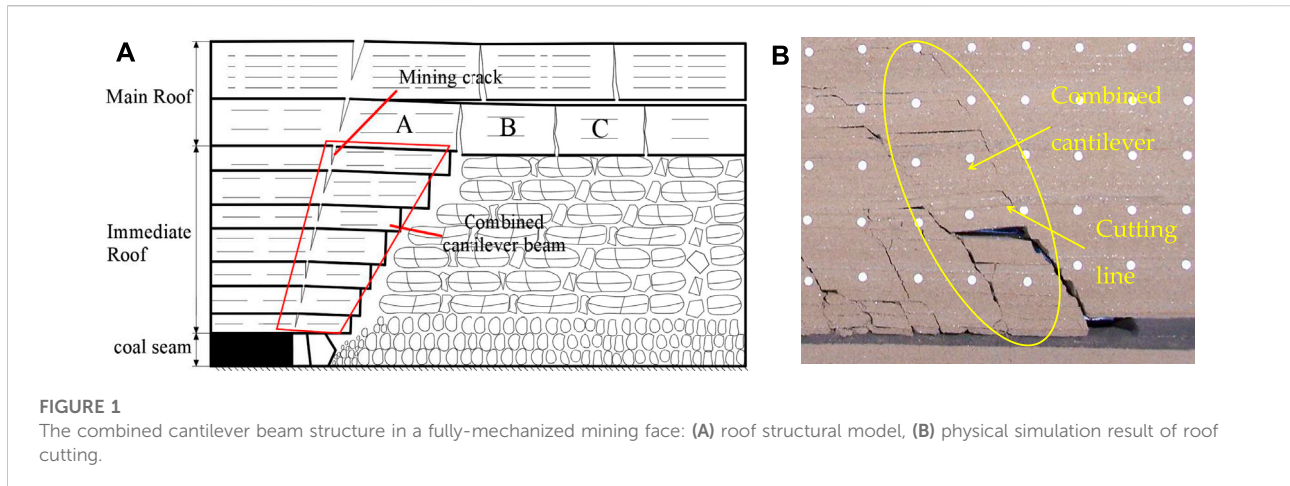 A
Main Roof
Mining crack
A
B
C
Immediate
Roof
Combined
cantilever beam
coal seam
B
Combined
cantilever
Cutting
line
FIGURE 1
The combined cantilever beam structure in a fully-mechanized mining face: (A) roof structural model, (B) physical simulation result of roof
cutting.